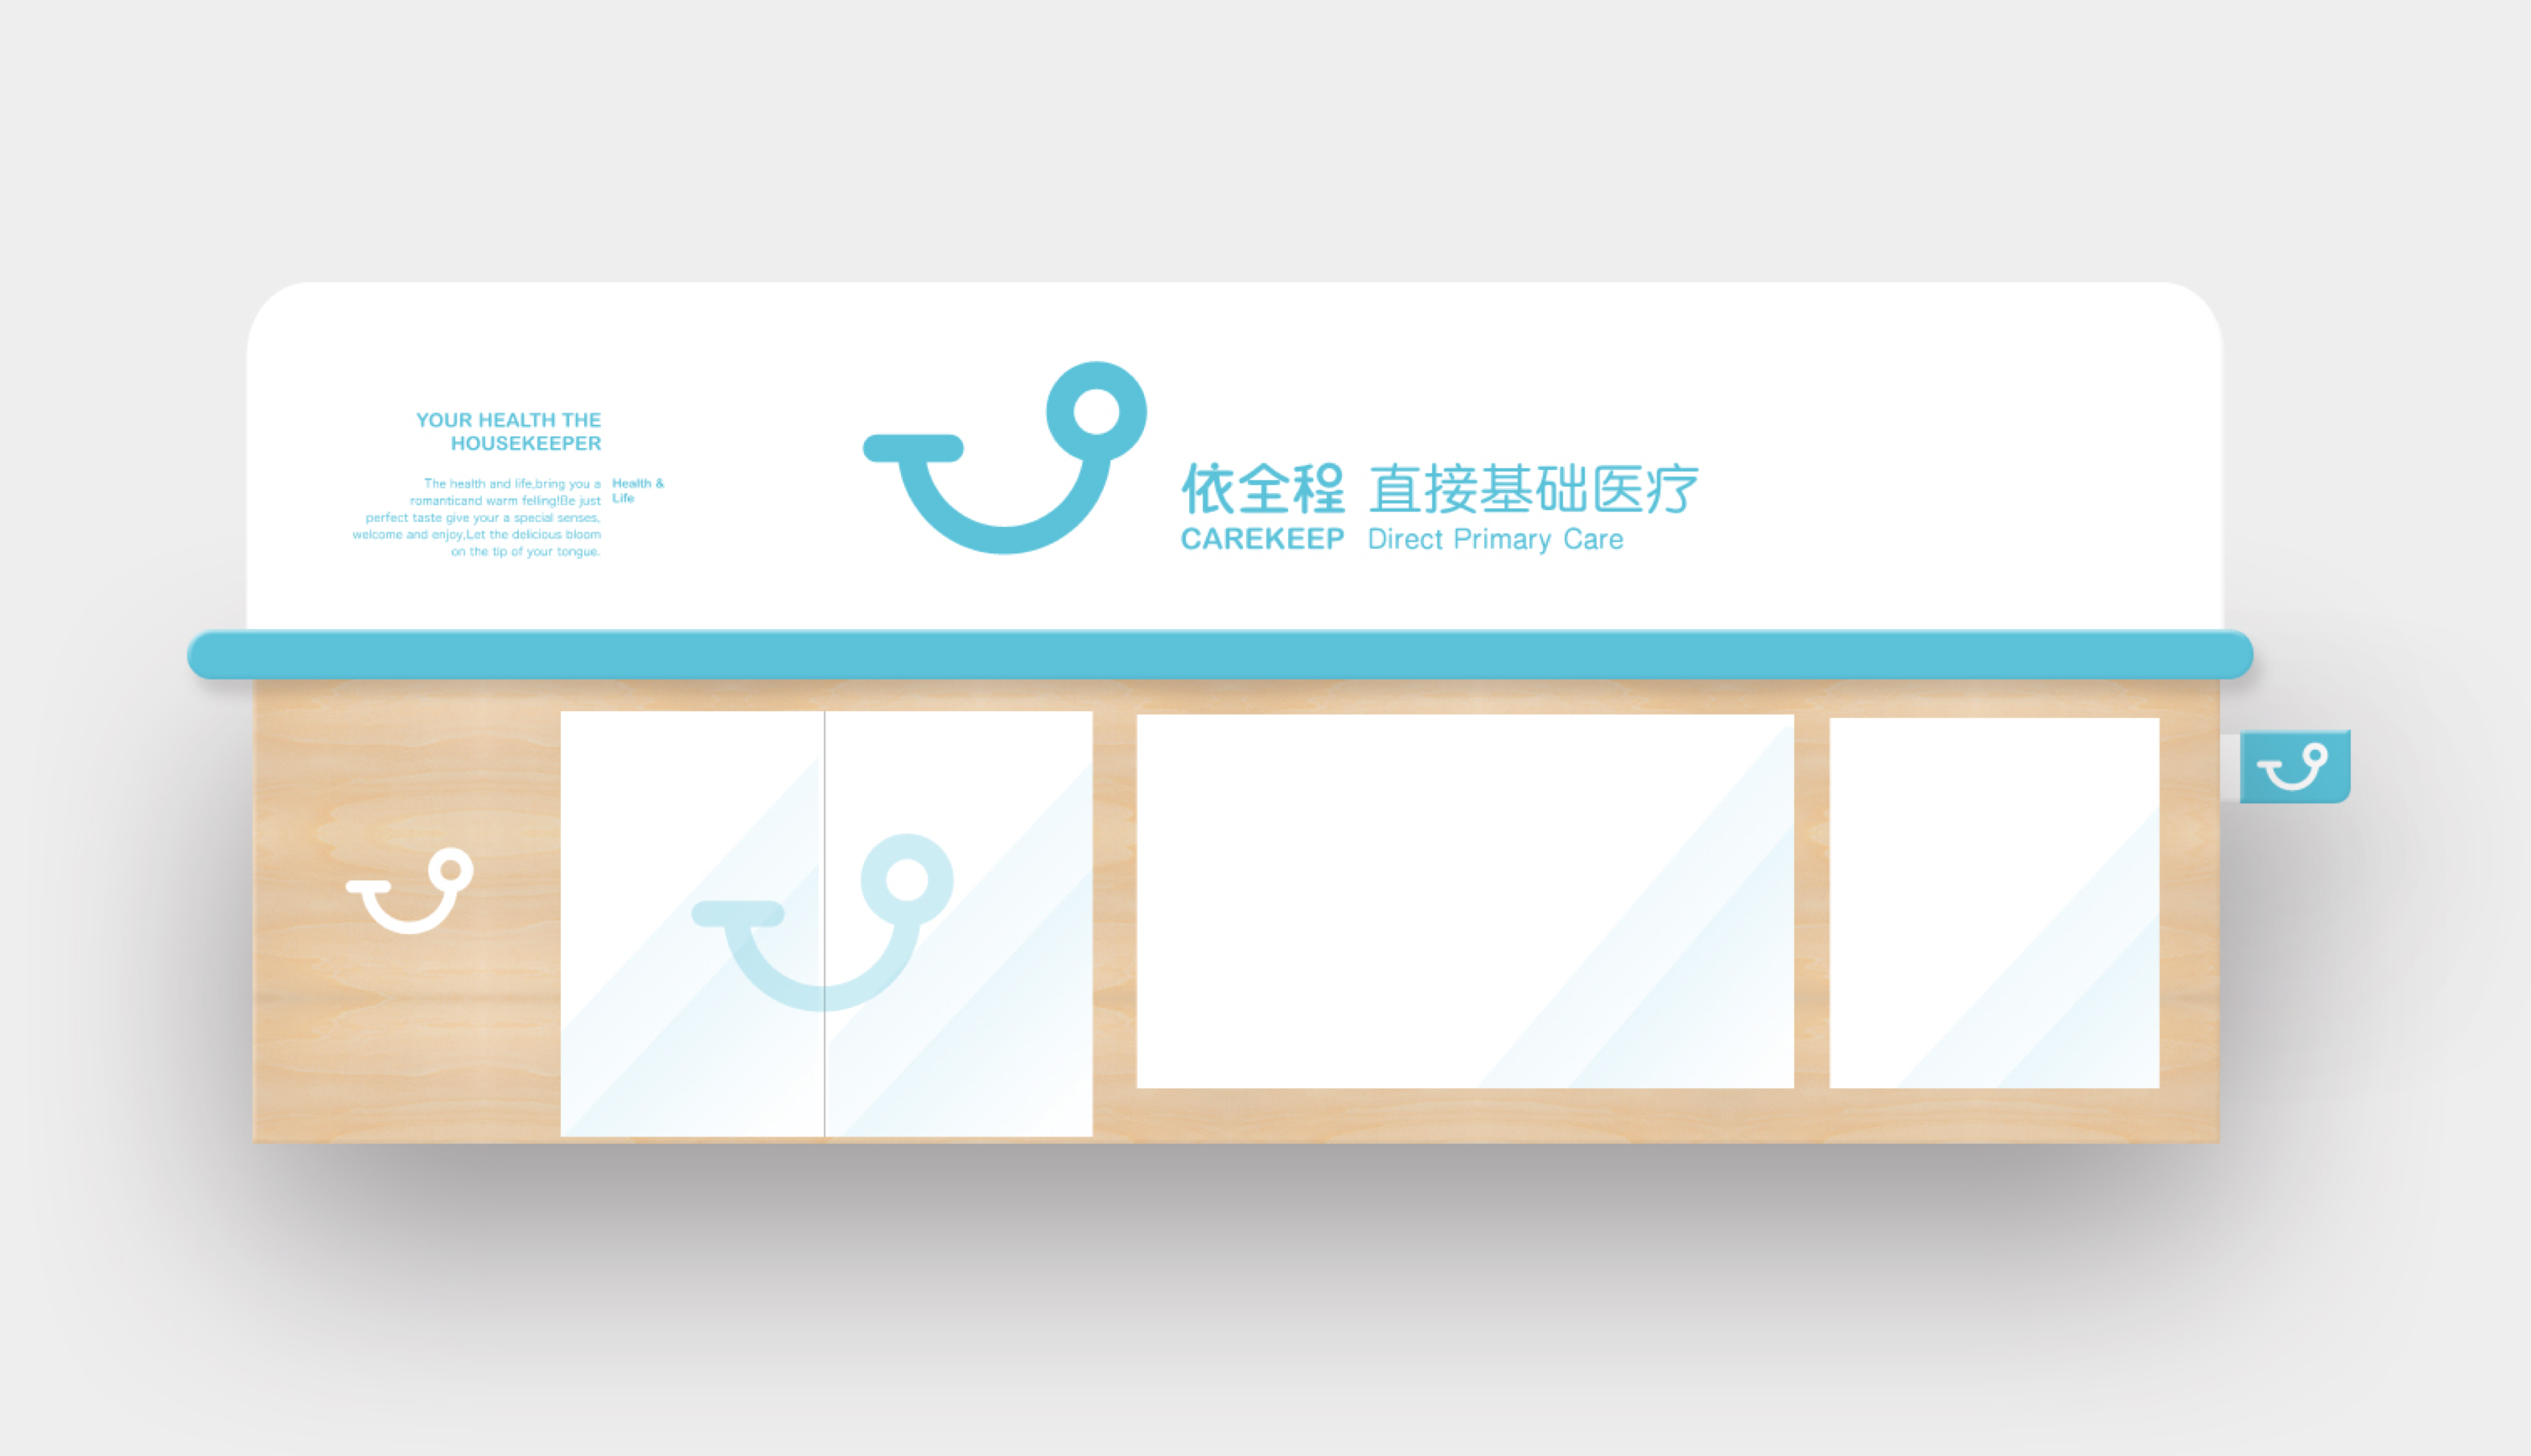 YOUR HEALTH THE
HOUSEKEEPER
The health and life,bring you a
romanticand warm felling!Be just
perfect taste give your a special senses,
welcome and enjoy,Let the delicious bloom
on the tip of your tongue.
Health &
Life
依全程 直接基础医疗
CAREKEEP Direct Primary Care